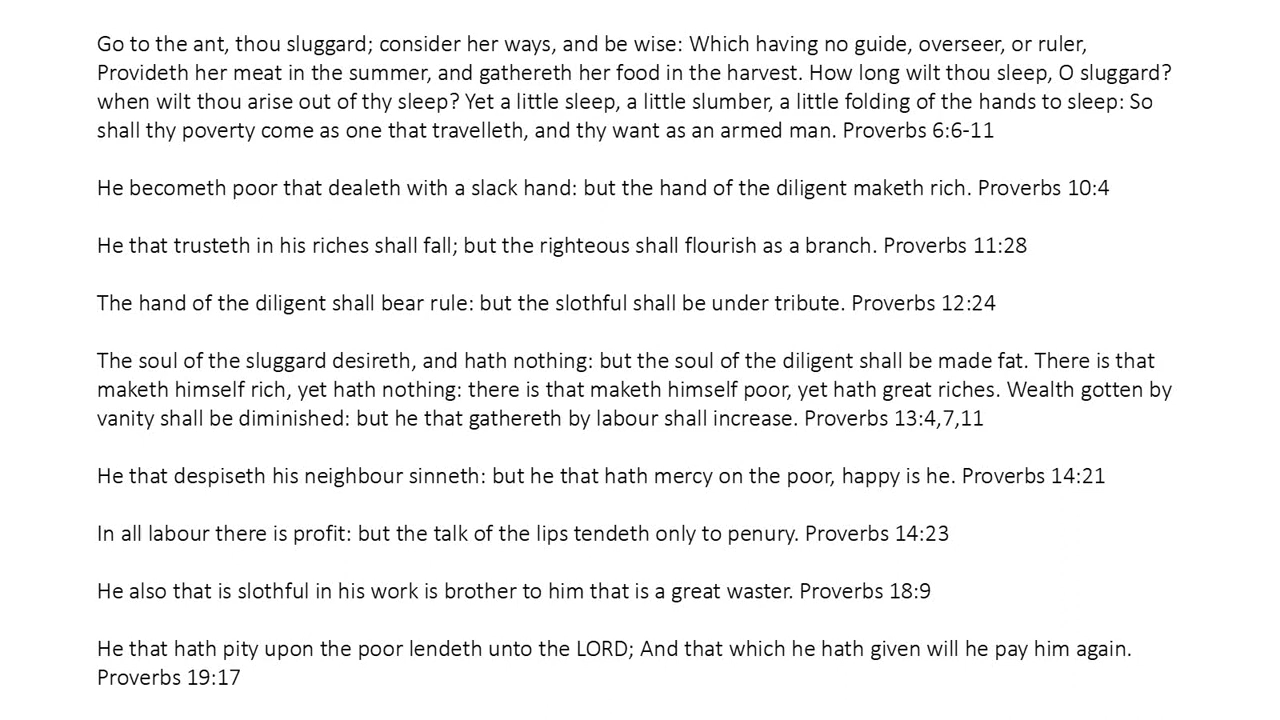 Go to the ant, thou sluggard; consider her ways, and be wise: Which having no guide, overseer, or ruler,
Provideth her meat in the summer, and gathereth her food in the harvest. How long wilt thou sleep, O sluggard?
when wilt thou arise out of thy sleep? Yet a little sleep, a little slumber, a little folding of the hands to sleep: So
shall thy poverty come as one that travelleth, and thy want as an armed man. Proverbs 6:6-11
He becometh poor that dealeth with a slack hand: but the hand of the diligent maketh rich. Proverbs 10:4
He that trusteth in his riches shall fall; but the righteous shall flourish as a branch. Proverbs 11:28
The hand of the diligent shall bear rule: but the slothful shall be under tribute. Proverbs 12:24
The soul of the sluggard desireth, and hath nothing: but the soul of the diligent shall be made fat. There is that
maketh himself rich, yet hath nothing: there is that maketh himself poor, yet hath great riches. Wealth gotten by
vanity shall be diminished: but he that gathereth by labour shall increase. Proverbs 13:4,7,11
He that despiseth his neighbour sinneth: but he that hath mercy on the poor, happy is he. Proverbs 14:21
In all labour there is profit: but the talk of the lips tendeth only to penury. Proverbs 14:23
He also that is slothful in his work is brother to him that is a great waster. Proverbs 18:9
He that hath pity upon the poor lendeth unto the LORD; And that which he hath given will he pay him again.
Proverbs 19:17